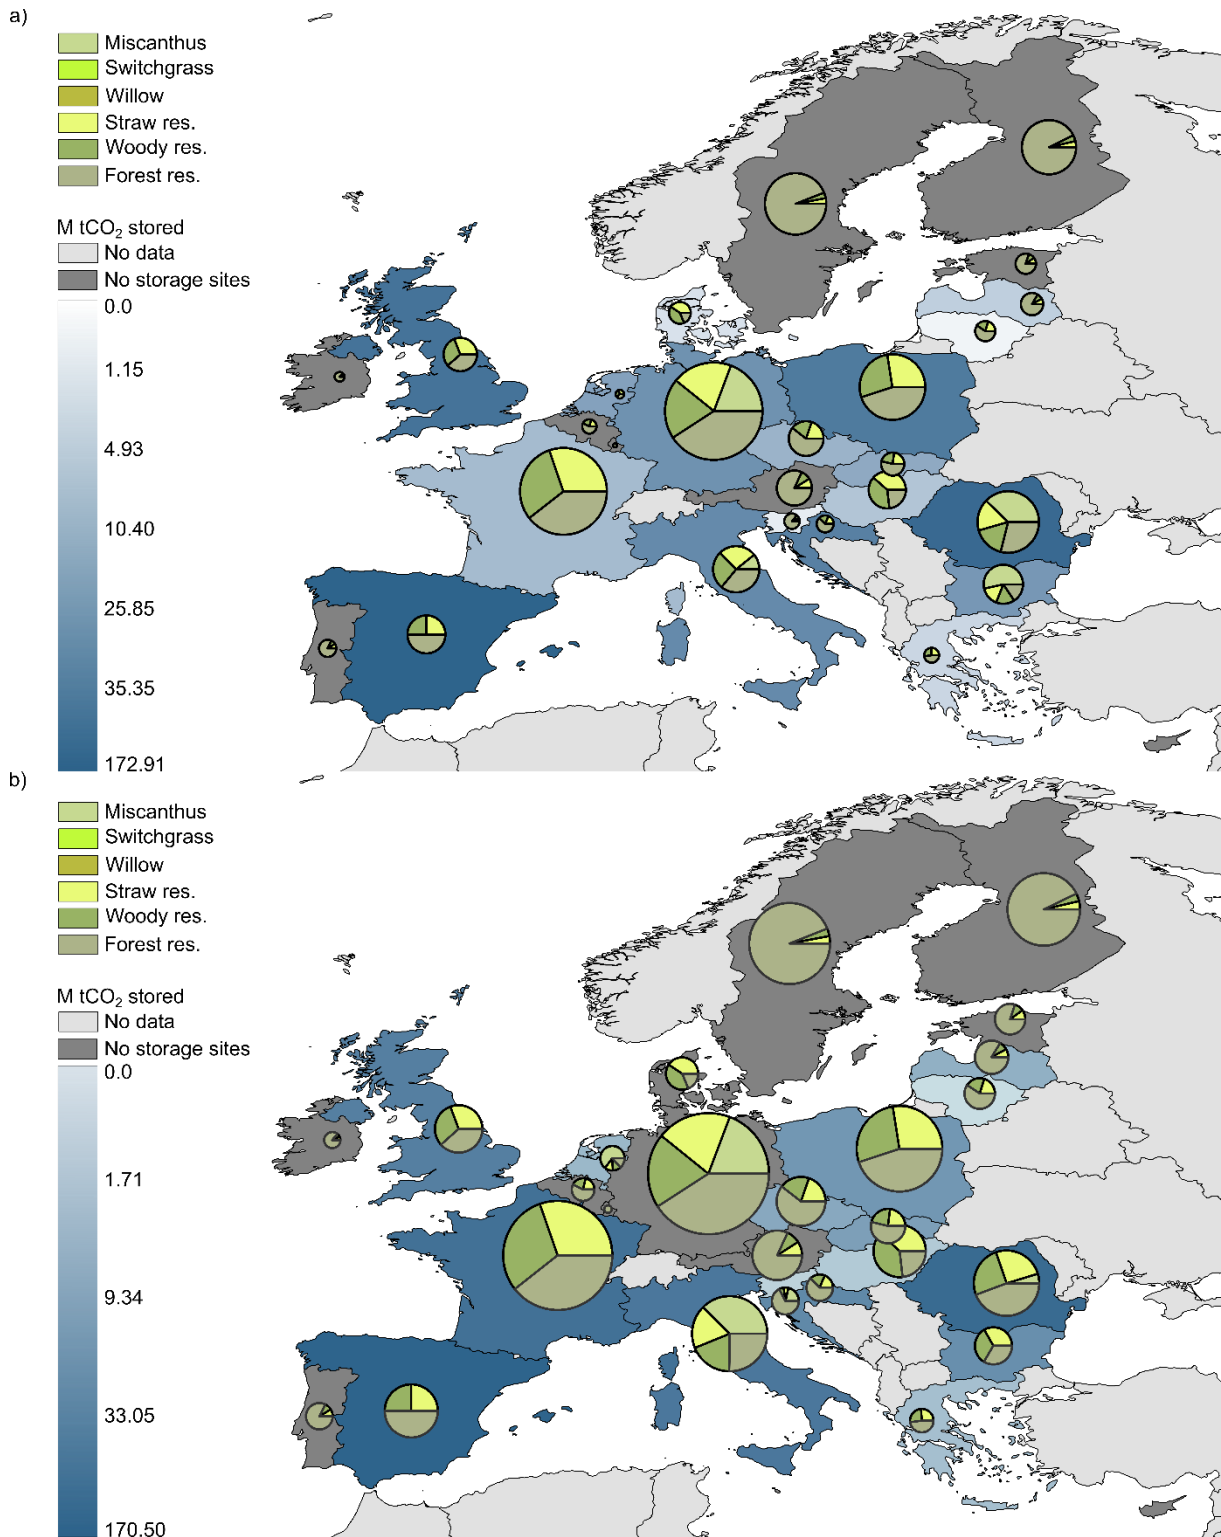 a)
Miscanthus
Switchgrass
Willow
Straw res.
Woody res.
Forest res.
M tCO₂ stored
No data
No storage sites
0.0
1.15
4.93
10.40
25.85
35.35
172.91
b)
Miscanthus
Switchgrass
Willow
Straw res.
Woody res.
Forest res.
M tCO₂ stored
No data
No storage sites
0.0
1.71
9.34
33.05
170.50